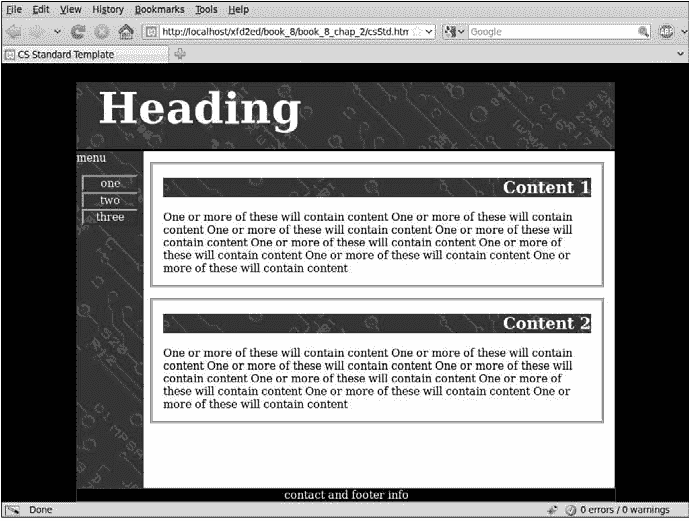 File Edit View History Bookmarks Tools Help
http://localhost/xfd2ed/book_8/book_8_chap_2/csStd.htm
Google
ABP
CS Standard Template
Heading
menu
one
two
three
Content 1
One or more of these will contain content One or more of these will contain
content One or more of these will contain content One or more of these will
contain content One or more of these will contain content One or more of
these will contain content One or more of these will contain content One or
more of these will contain content
Content 2
One or more of these will contain content One or more of these will contain
content One or more of these will contain content One or more of these will
contain content One or more of these will contain content One or more of
these will contain content One or more of these will contain content One or
more of these will contain content
contact and footer info
Done
0 errors / 0 warnings